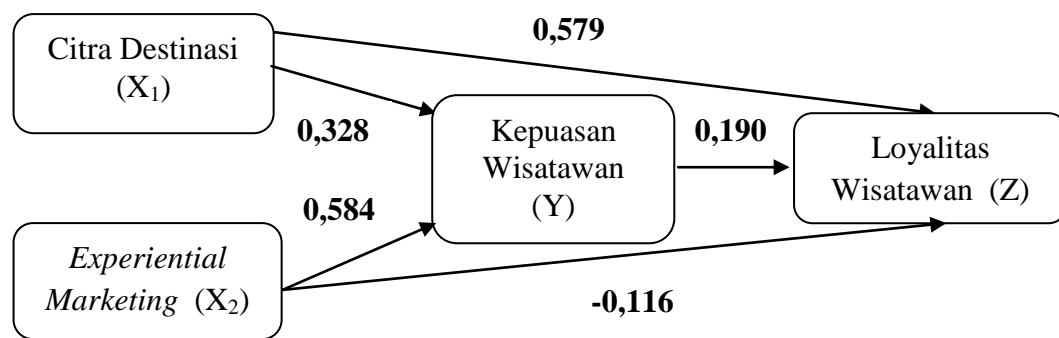 0,579
Citra Destinasi
(X₁)
0,328
Kepuasan
Wisatawan
(Y)
0,190
Loyalitas
Wisatawan (Z)
0,584
Experiential
Marketing (X₂)
-0,116